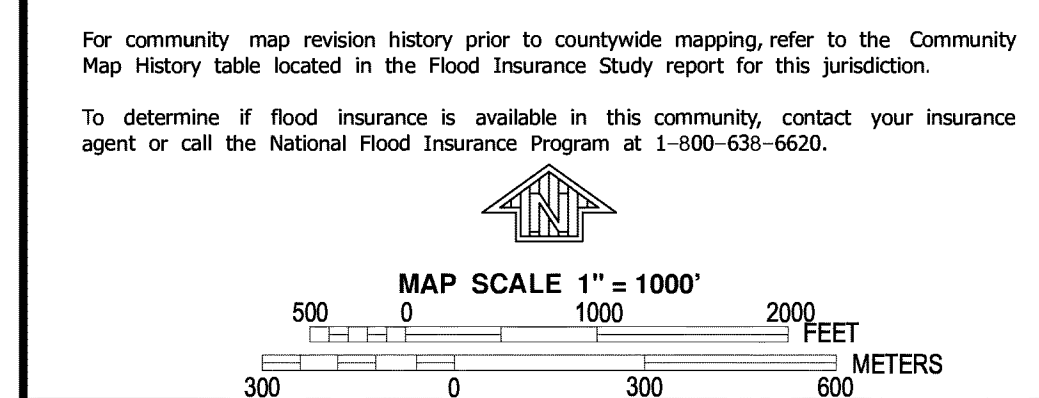 For community map revision history prior to countywide mapping, refer to the Community
Map History table located in the Flood Insurance Study report for this jurisdiction.
To determine if flood insurance is available in this community, contact your insurance
agent or call the National Flood Insurance Program at 1–800–638–6620.
N
MAP SCALE 1" = 1000'
500 0 1000 2000
FEET
METERS
300 0 300 600